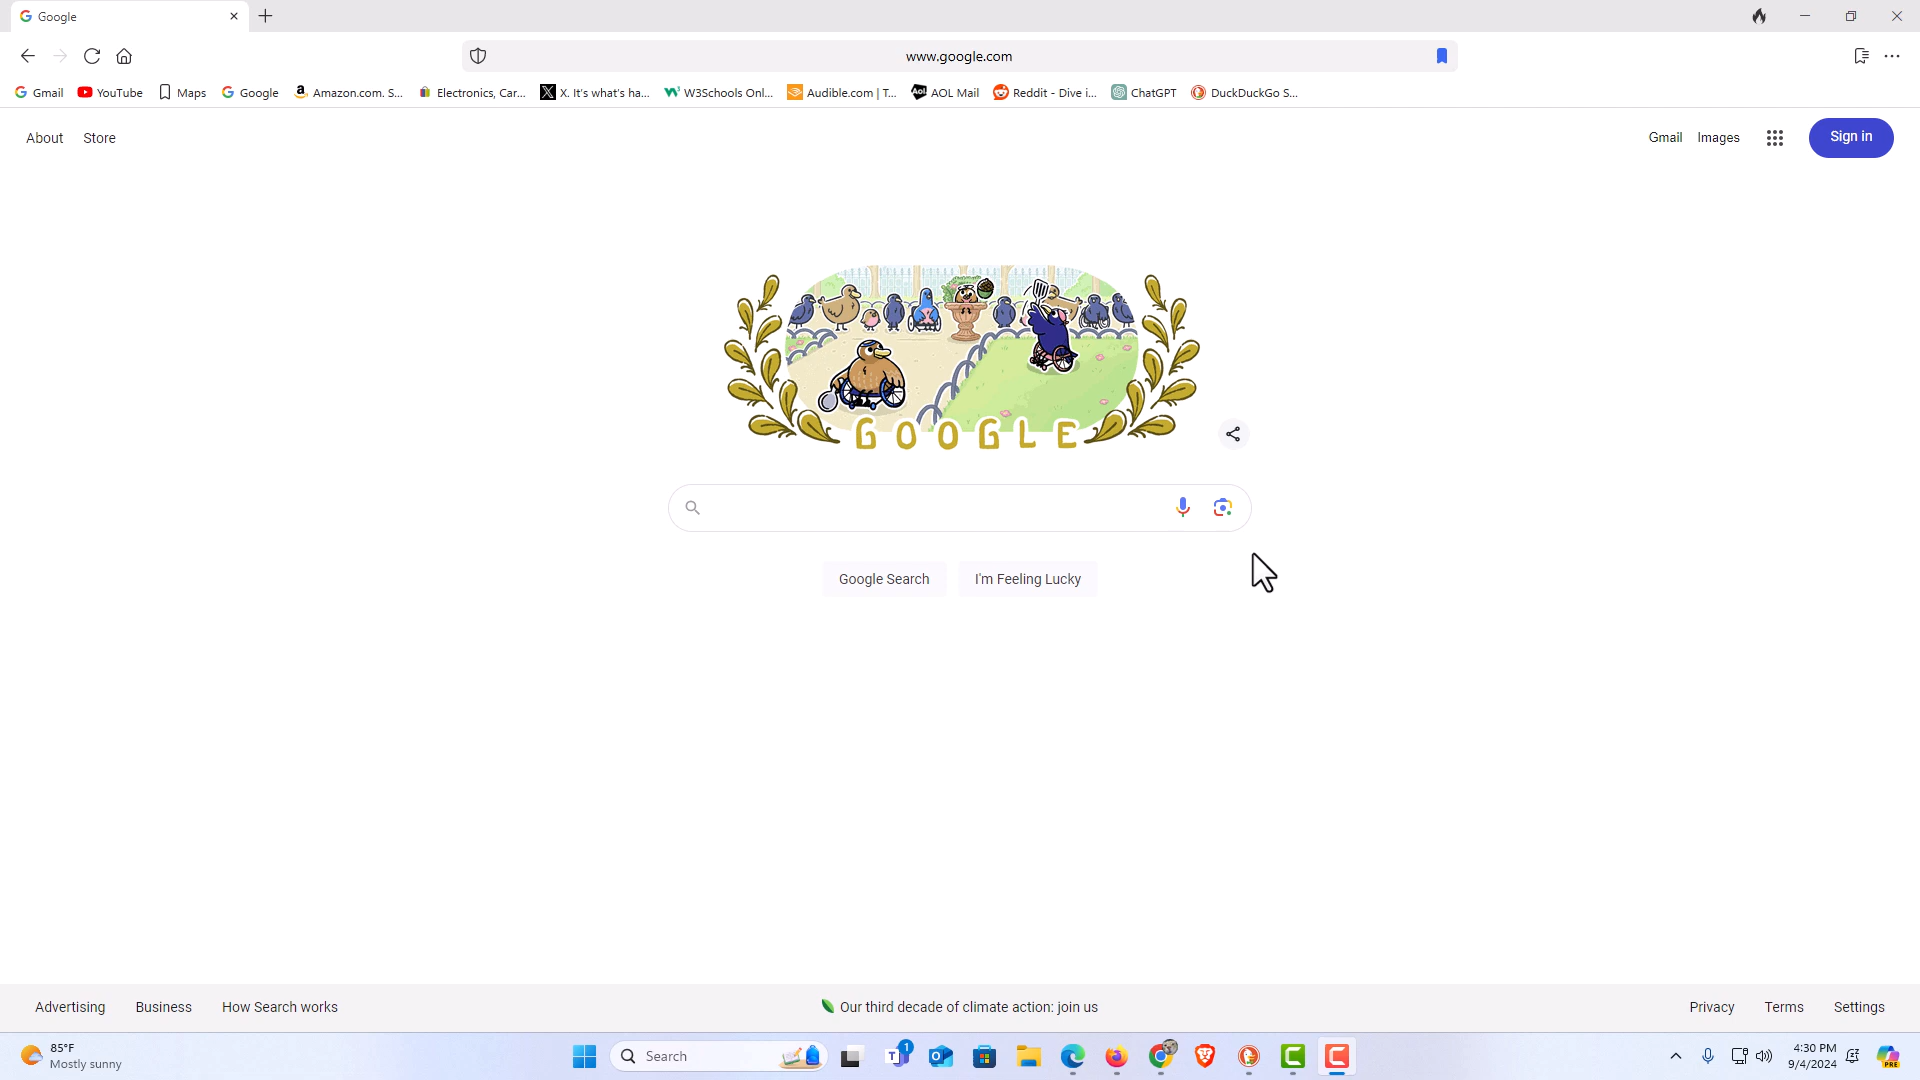 Google
www.google.com
Gmail YouTube Maps Google Amazon.com. S... Electronics, Car... X. It's what's ha... W3Schools Onl... Audible.com | T... AOL Mail Reddit - Dive i... ChatGPT DuckDuckGo S...
About Store Gmail Images Sign in
GOOGLE
Google Search I'm Feeling Lucky
Advertising Business How Search works Our third decade of climate action: join us Privacy Terms Settings
85°F
Mostly sunny
Search
1
PRE
4:30 PM
9/4/2024